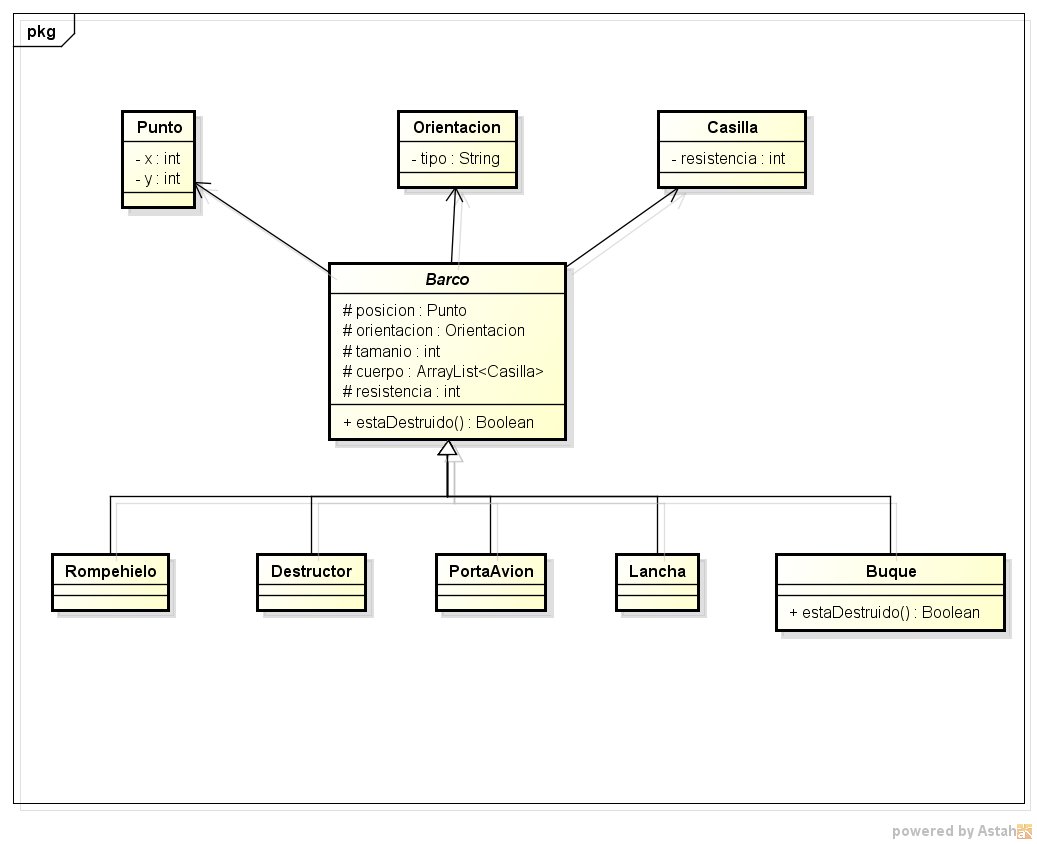 pkg
Punto
- x : int
- y : int
Orientacion
- tipo : String
Casilla
- resistencia : int
Barco
# posicion : Punto
# orientacion : Orientacion
# tamanio : int
# cuerpo : ArrayList<Casilla>
# resistencia : int
+ estaDestruido() : Boolean
Rompehielo
Destructor
PortaAvion
Lancha
Buque
+ estaDestruido() : Boolean
powered by Astah